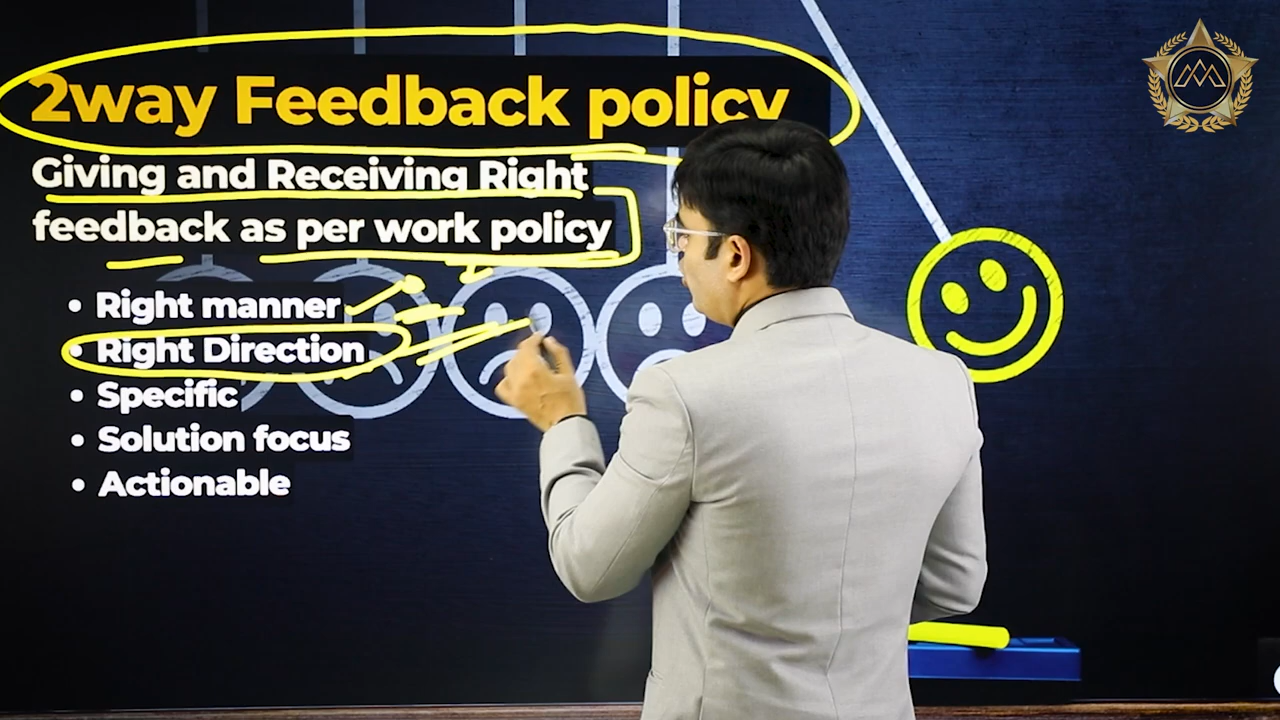 2way Feedback policy
Giving and Receiving Right
feedback as per work policy
• Right manner
• Right Direction
• Specific
• Solution focus
• Actionable